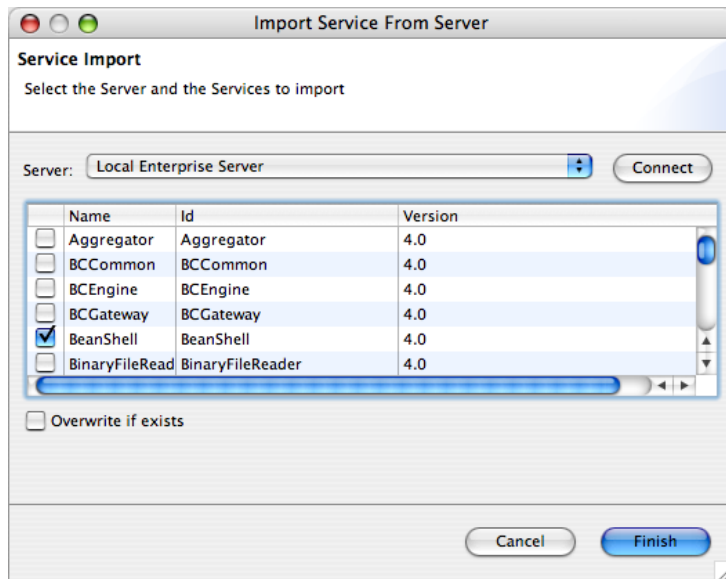 Import Service From Server
Service Import
Select the Server and the Services to import
Server: Local Enterprise Server Connect
Name Id Version
Aggregator Aggregator 4.0
BCCommon BCCommon 4.0
BCEngine BCEngine 4.0
BCGateway BCGateway 4.0
BeanShell BeanShell 4.0
BinaryFileRead BinaryFileReader 4.0
Overwrite if exists
Cancel Finish